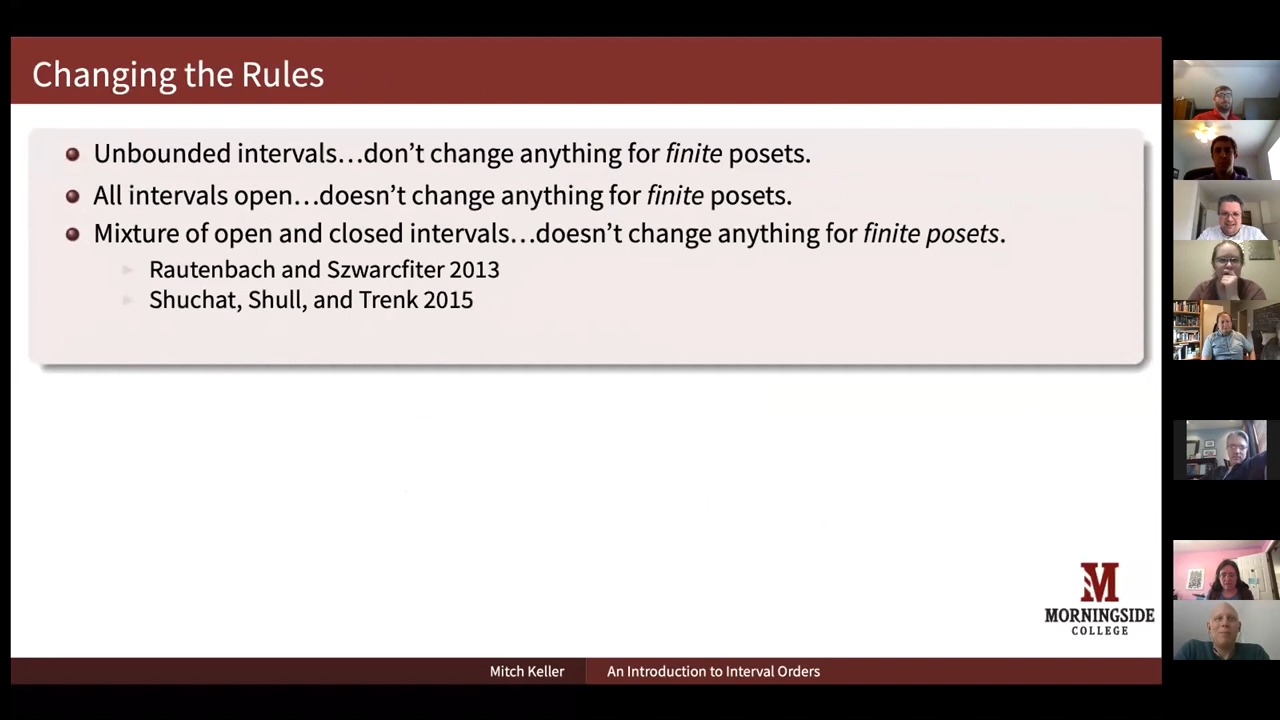 Changing the Rules
Unbounded intervals…don’t change anything for finite posets.
All intervals open…doesn’t change anything for finite posets.
Mixture of open and closed intervals…doesn’t change anything for finite posets.
Rautenbach and Szwarcfiter 2013
Shuchat, Shull, and Trenk 2015
M
MORNINGSIDE
COLLEGE
Mitch Keller
An Introduction to Interval Orders